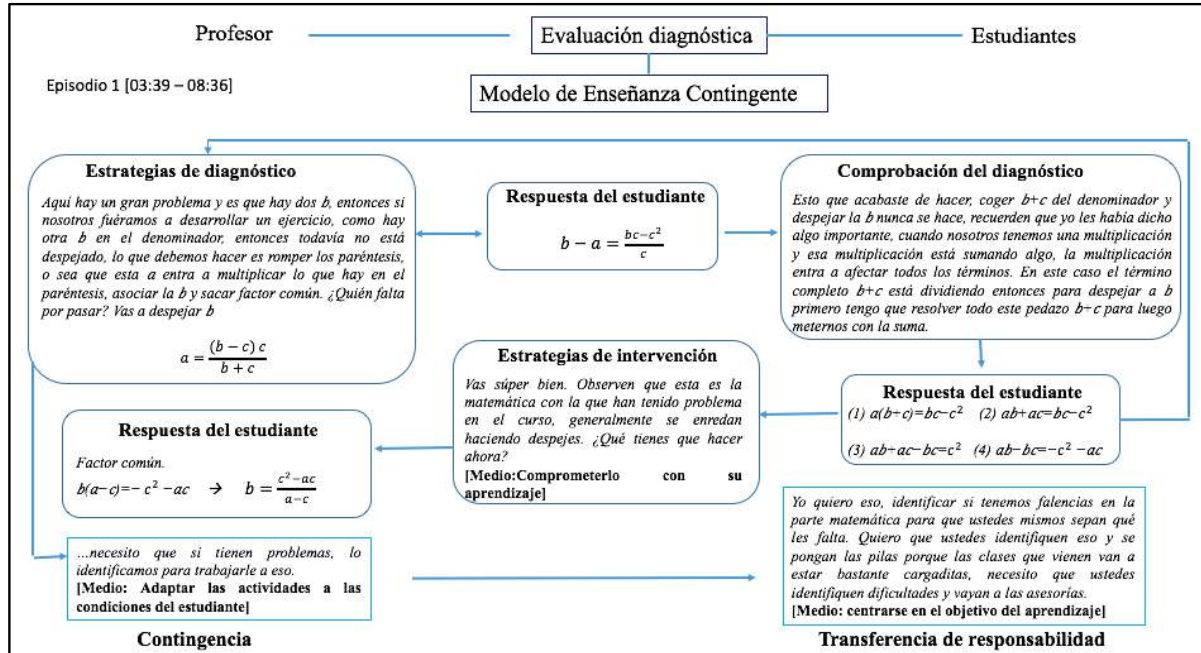 Profesor
Evaluación diagnóstica
Estudiantes
Episodio 1 [03:39 – 08:36]
Modelo de Enseñanza Contingente
Estrategias de diagnóstico
Aquí hay un gran problema y es que hay dos b, entonces si
nosotros fuéramos a desarrollar un ejercicio, como hay
otra b en el denominador, entonces todavía no está
despejado, lo que debemos hacer es romper los paréntesis,
o sea que esta a entra a multiplicar lo que hay en el
paréntesis, asociar la b y sacar factor común. ¿Quién falta
por pasar? Vas a despejar b
a = \frac{(b − c) c}{b + c}
Respuesta del estudiante
b − a = \frac{bc−c²}{c}
Comprobación del diagnóstico
Esto que acabaste de hacer, coger b+c del denominador y
despejar la b nunca se hace, recuerden que yo les había dicho
algo importante, cuando nosotros tenemos una multiplicación
y esa multiplicación está sumando algo, la multiplicación
entra a afectar todos los términos. En este caso el término
completo b+c está dividiendo entonces para despejar a b
primero tengo que resolver todo este pedazo b+c para luego
meternos con la suma.
Respuesta del estudiante
(1) a(b+c)=bc−c² (2) ab+ac=bc−c²
(3) ab+ac−bc=c² (4) ab−bc=−c² −ac
Estrategias de intervención
Vas súper bien. Observen que esta es la
matemática con la que han tenido problema
en el curso, generalmente se enredan
haciendo despejes. ¿Qué tienes que hacer
ahora?
[Medio:Comprometerlo con su
aprendizaje]
Respuesta del estudiante
Factor común.
b(a−c)=− c² −ac → b = \frac{c²−ac}{a−c}
...necesito que si tienen problemas, lo
identificamos para trabajarle a eso.
[Medio: Adaptar las actividades a las
condiciones del estudiante]
Contingencia
Yo quiero eso, identificar si tenemos falencias en la
parte matemática para que ustedes mismos sepan qué
les falta. Quiero que ustedes identifiquen eso y se
pongan las pilas porque las clases que vienen van a
estar bastante cargaditas, necesito que ustedes
identifiquen dificultades y vayan a las asesorías.
[Medio: centrarse en el objetivo del aprendizaje]
Transferencia de responsabilidad